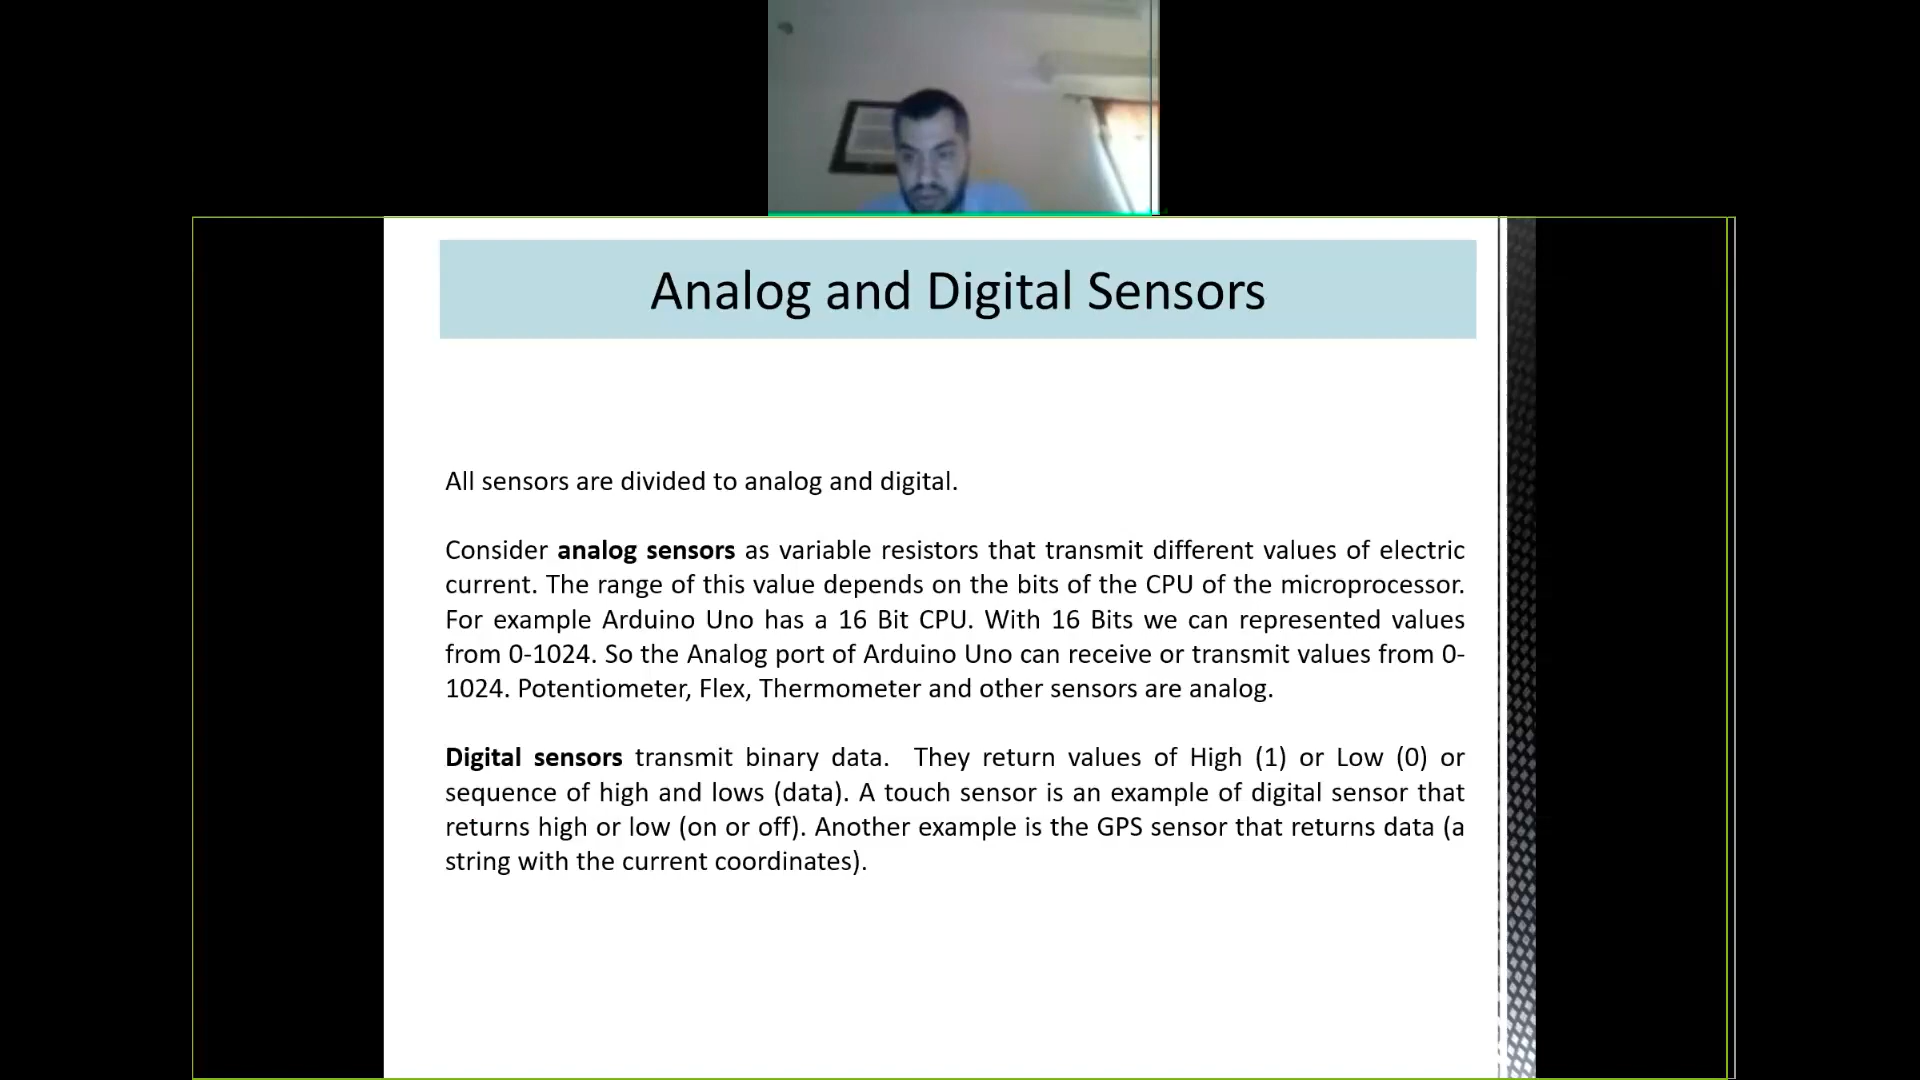 Analog and Digital Sensors
All sensors are divided to analog and digital.
Consider analog sensors as variable resistors that transmit different values of electric
current. The range of this value depends on the bits of the CPU of the microprocessor.
For example Arduino Uno has a 16 Bit CPU. With 16 Bits we can represented values
from 0-1024. So the Analog port of Arduino Uno can receive or transmit values from 0-
1024. Potentiometer, Flex, Thermometer and other sensors are analog.
Digital sensors transmit binary data. They return values of High (1) or Low (0) or
sequence of high and lows (data). A touch sensor is an example of digital sensor that
returns high or low (on or off). Another example is the GPS sensor that returns data (a
string with the current coordinates).